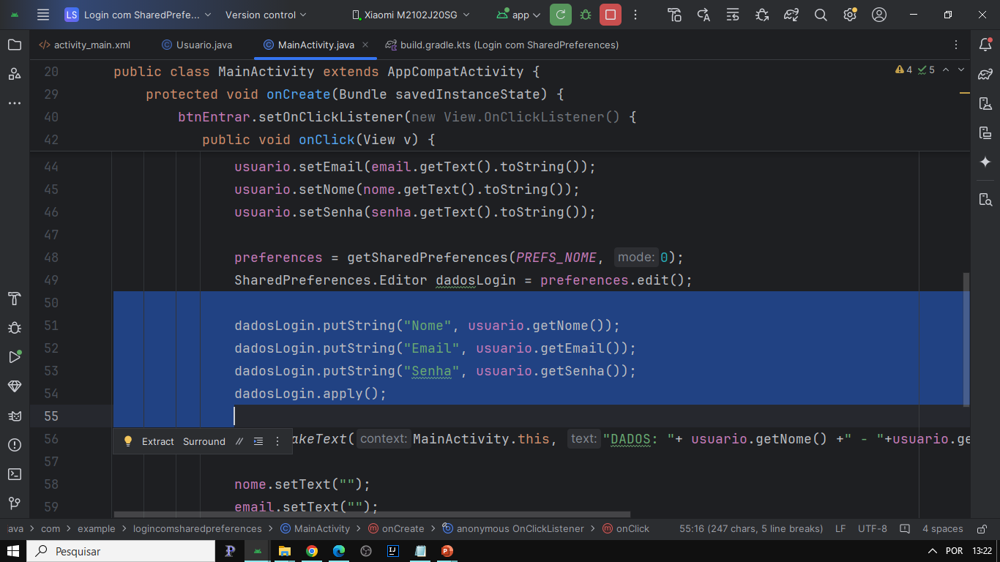 LS Login com SharedPrefe... Version control Xiaomi M2102J20SG app
activity_main.xml Usuario.java MainActivity.java build.gradle.kts (Login com SharedPreferences)
20 public class MainActivity extends AppCompatActivity { 4 5
29 protected void onCreate(Bundle savedInstanceState) {
40 btnEntrar.setOnClickListener(new View.OnClickListener() {
42 public void onClick(View v) {
44 usuario.setEmail(email.getText().toString());
45 usuario.setNome(nome.getText().toString());
46 usuario.setSenha(senha.getText().toString());
47
48 preferences = getSharedPreferences(PREFS_NOME, mode: 0);
49 SharedPreferences.Editor dadosLogin = preferences.edit();
50
51 dadosLogin.putString("Nome", usuario.getNome());
52 dadosLogin.putString("Email", usuario.getEmail());
53 dadosLogin.putString("Senha", usuario.getSenha());
54 dadosLogin.apply();
55
56 akeText( context: MainActivity.this, text: "DADOS: "+ usuario.getNome() +" - "+usuario.ge
Extract Surround
57
58 nome.setText("");
59 email.setText("");
java > com > example > logincomsharedpreferences > MainActivity > onCreate > anonymous OnClickListener > onClick 55:16 (247 chars, 5 line breaks) LF UTF-8 4 spaces
Pesquisar POR 13:22